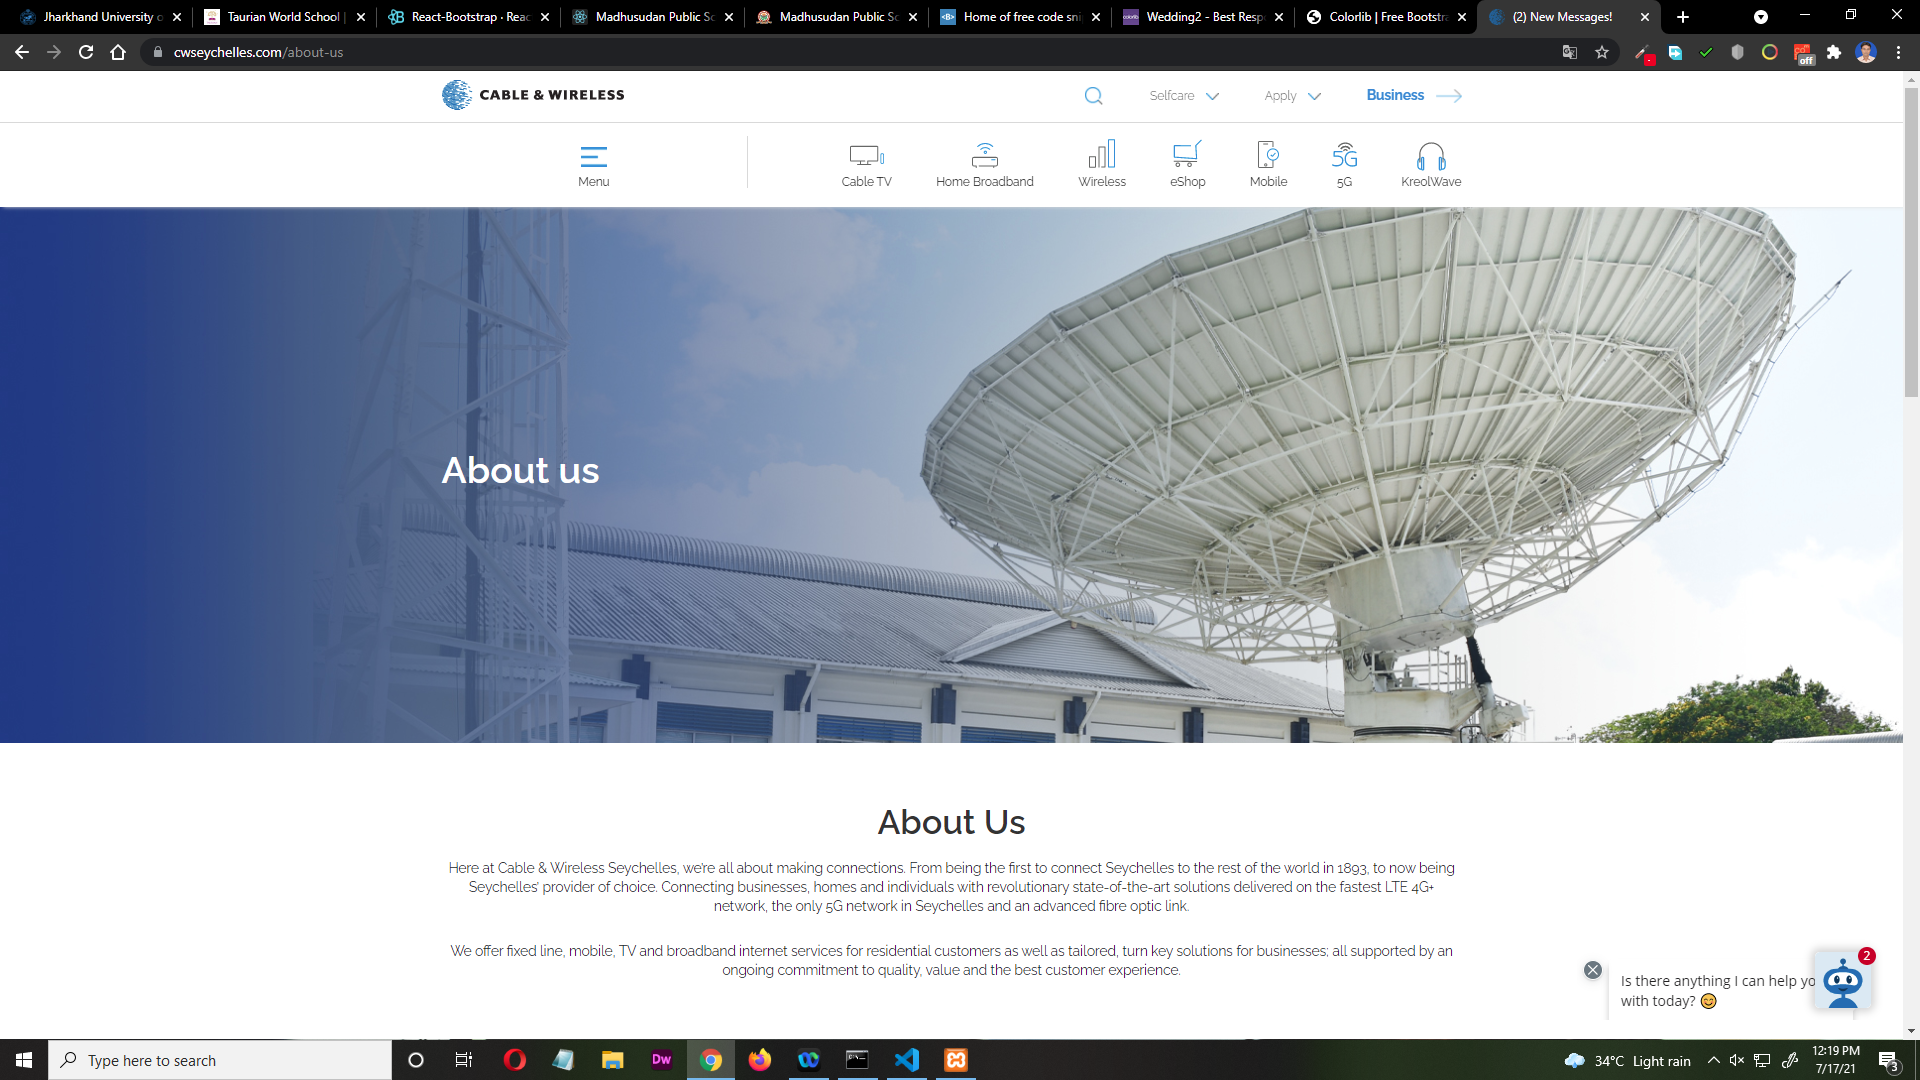 Jharkhand University o
Taurian World School |
React-Bootstrap · Reac
Madhusudan Public Sc
Madhusudan Public Sc
Home of free code sni
Wedding2 - Best Resp
Colorlib | Free Bootstra
(2) New Messages!
cwseychelles.com/about-us
off
CABLE & WIRELESS
Selfcare
Apply
Business
Menu
Cable TV
Home Broadband
Wireless
eShop
Mobile
5G
5G
KreolWave
About us
About Us
Here at Cable & Wireless Seychelles, we're all about making connections. From being the first to connect Seychelles to the rest of the world in 1893, to now being
Seychelles' provider of choice. Connecting businesses, homes and individuals with revolutionary state-of-the-art solutions delivered on the fastest LTE 4G+
network, the only 5G network in Seychelles and an advanced fibre optic link.
We offer fixed line, mobile, TV and broadband internet services for residential customers as well as tailored, turn key solutions for businesses; all supported by an
ongoing commitment to quality, value and the best customer experience.
2
Is there anything I can help yo
with today? 😊
Type here to search
Dw
34°C Light rain
12:19 PM
7/17/21
3